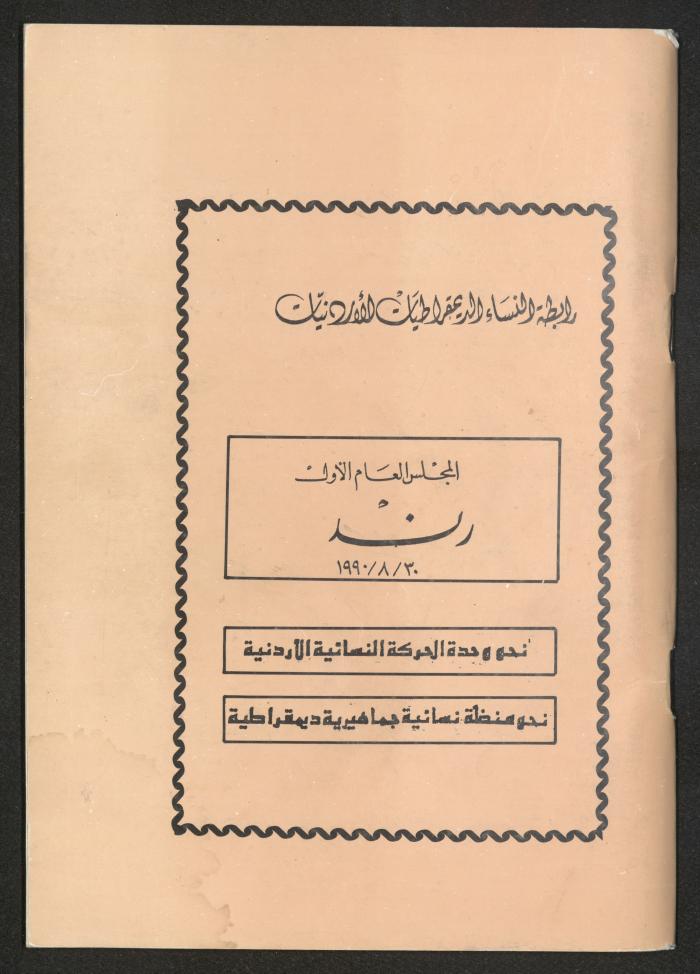 رابطة النساء الديمقراطيات الأردنيات
المجلس العام الأول
رند
٣٠/٨/١٩٩٠
نحو وحدة الحركة النسائية الأردنية
نحو منظمة نسائية جماهيرية ديمقراطية